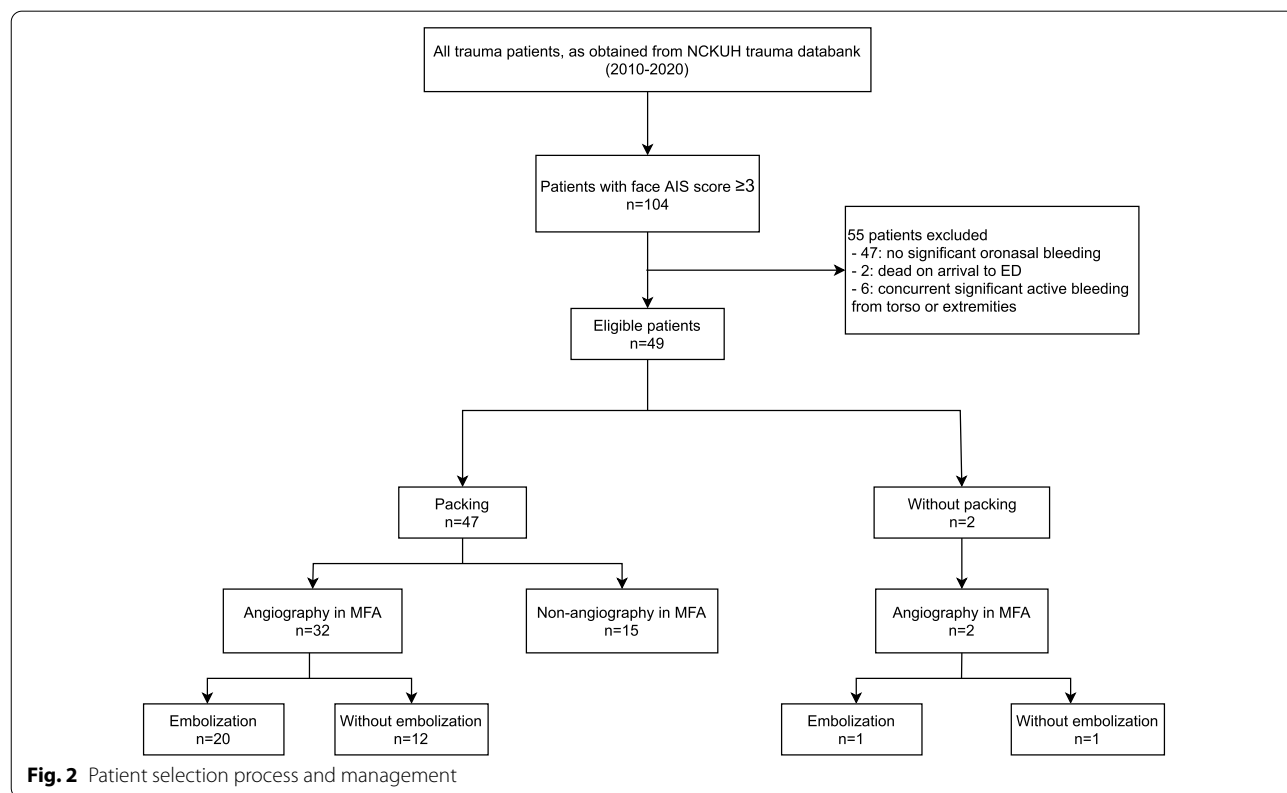 All trauma patients, as obtained from NCKUH trauma databank
(2010-2020)
Patients with face AIS score ≥3
n=104
55 patients excluded
- 47: no significant oronasal bleeding
- 2: dead on arrival to ED
- 6: concurrent significant active bleeding
from torso or extremities
Eligible patients
n=49
Packing
n=47
Without packing
n=2
Angiography in MFA
n=32
Non-angiography in MFA
n=15
Angiography in MFA
n=2
Embolization
n=20
Without embolization
n=12
Embolization
n=1
Without embolization
n=1
Fig. 2 Patient selection process and management